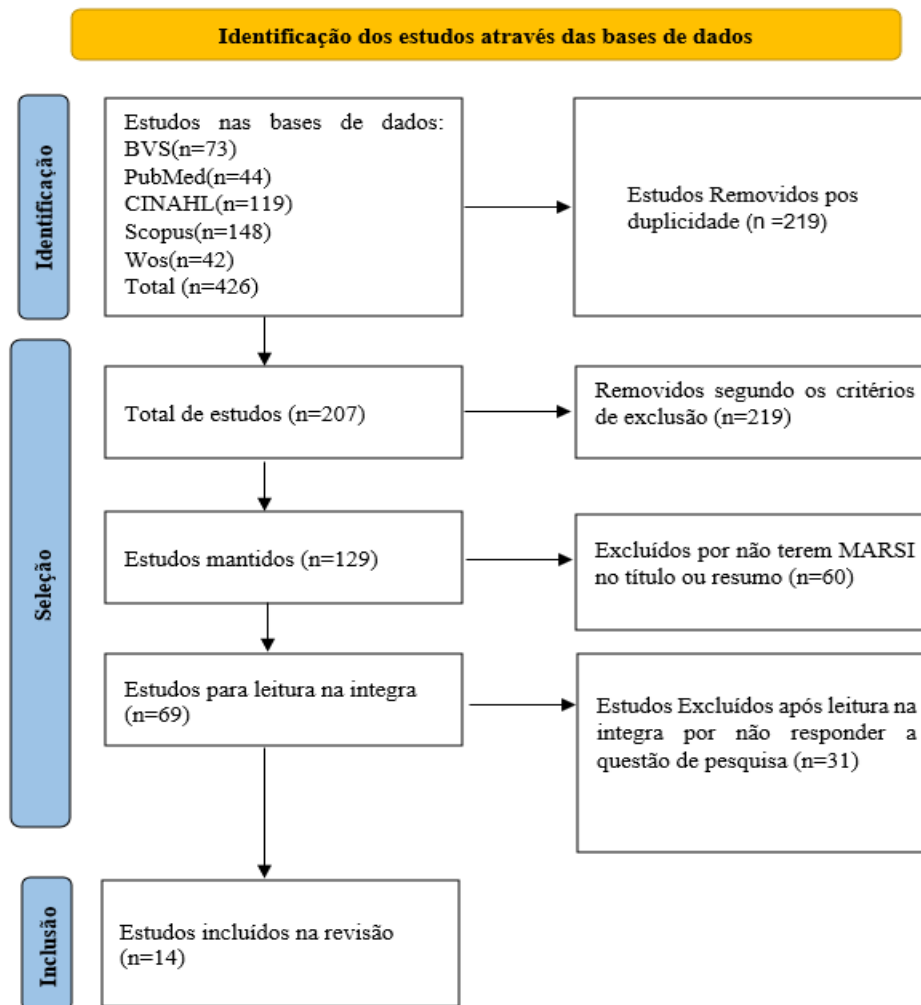 Identificação dos estudos através das bases de dados
Identificação
Estudos nas bases de dados:
BVS(n=73)
PubMed(n=44)
CINAHL(n=119)
Scopus(n=148)
Wos(n=42)
Total (n=426)
Estudos Removidos pos
duplicidade (n =219)
Seleção
Total de estudos (n=207)
Removidos segundo os critérios
de exclusão (n=219)
Estudos mantidos (n=129)
Excluídos por não terem MARSI
no título ou resumo (n=60)
Estudos para leitura na integra
(n=69)
Estudos Excluídos após leitura na
integra por não responder a
questão de pesquisa (n=31)
Inclusão
Estudos incluídos na revisão
(n=14)